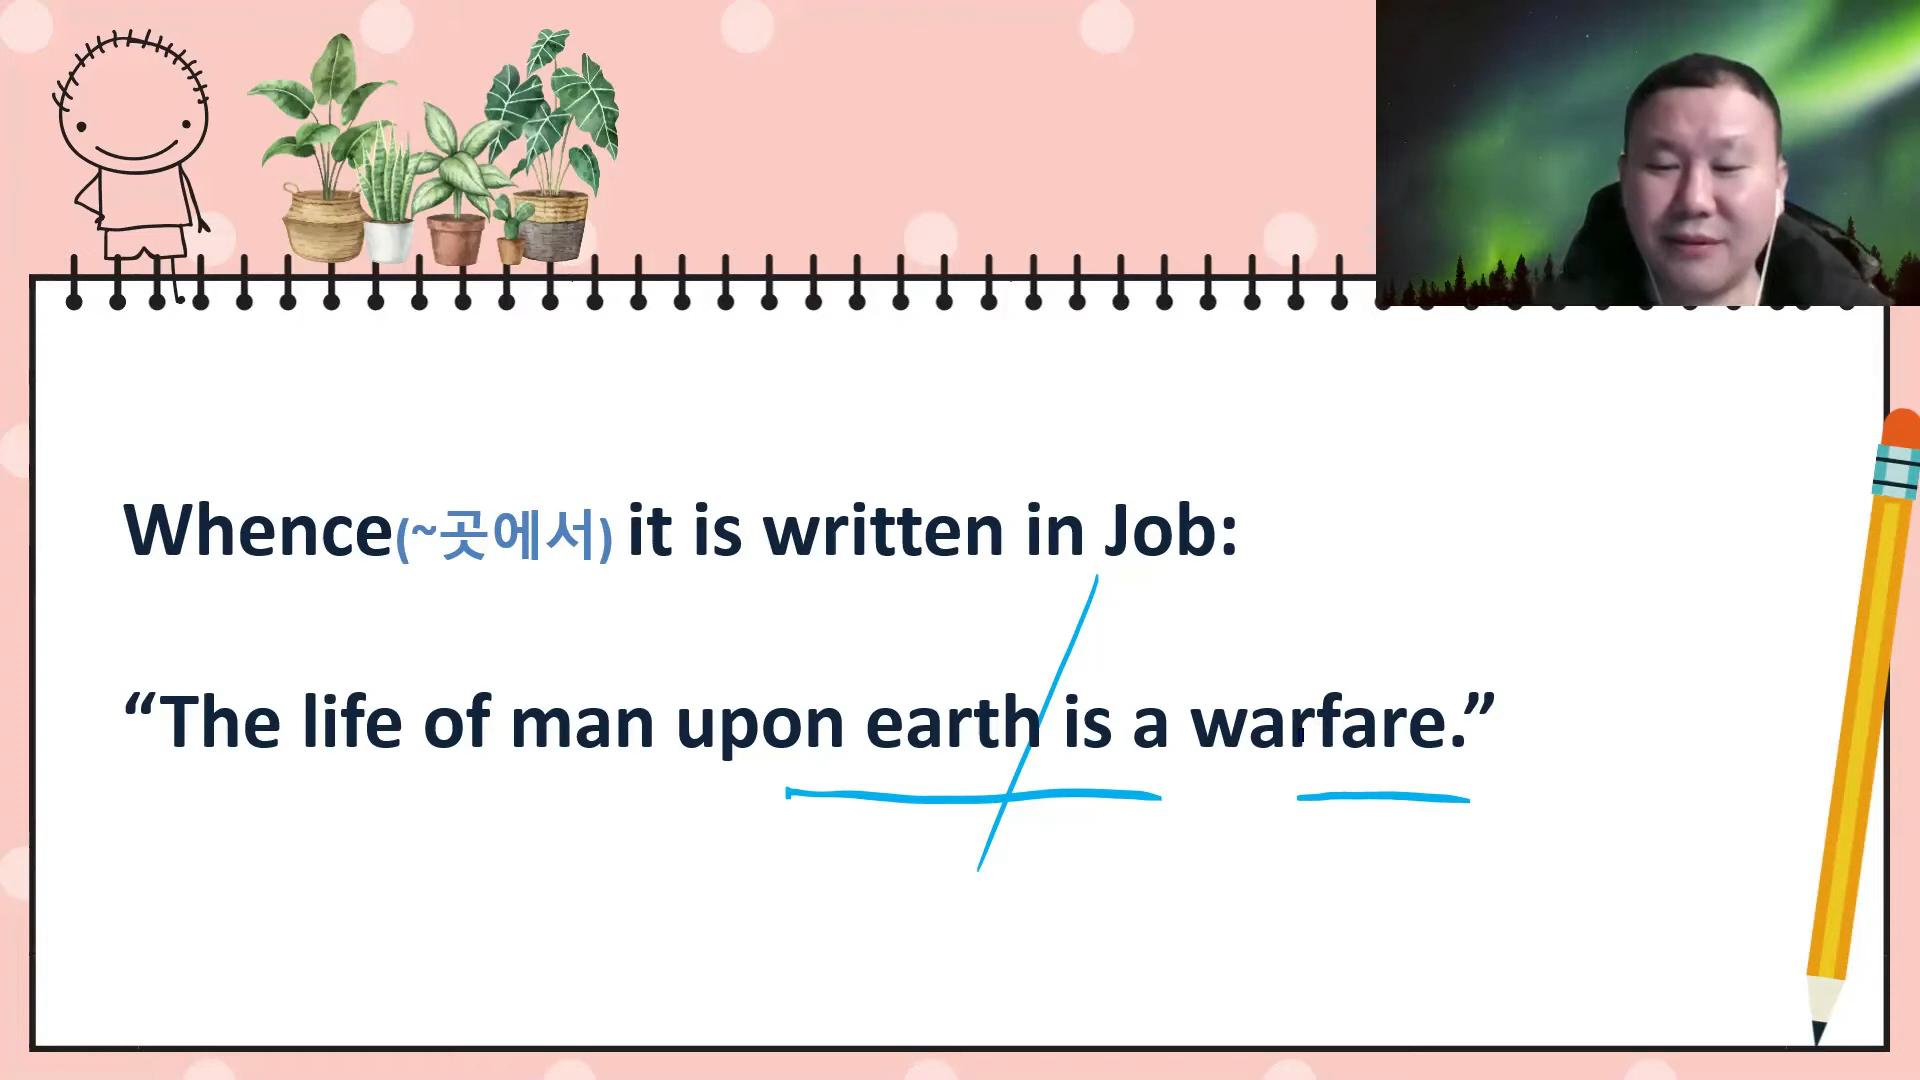 Whence(~곳에서) it is written in Job:
“The life of man upon earth is a warfare.”